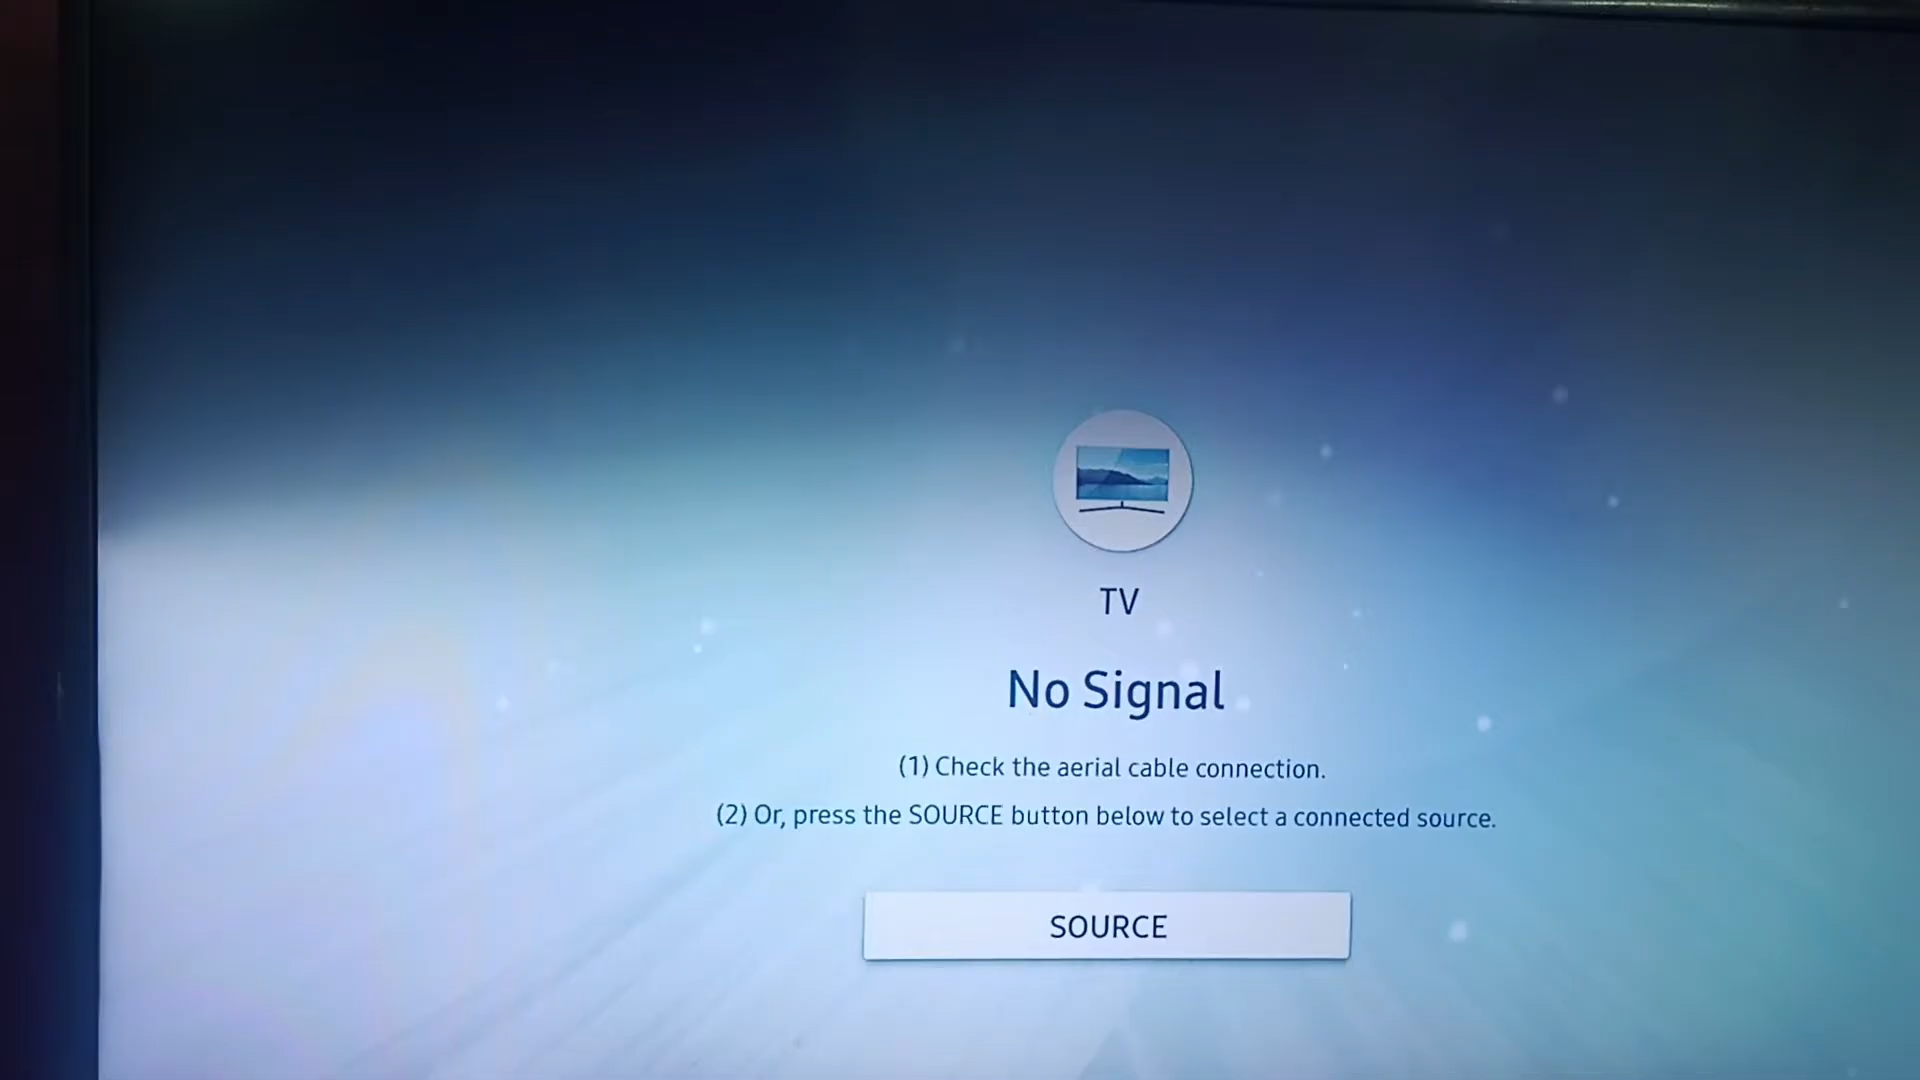 TV
No Signal
(1) Check the aerial cable connection.
(2) Or, press the SOURCE button below to select a connected source.
SOURCE